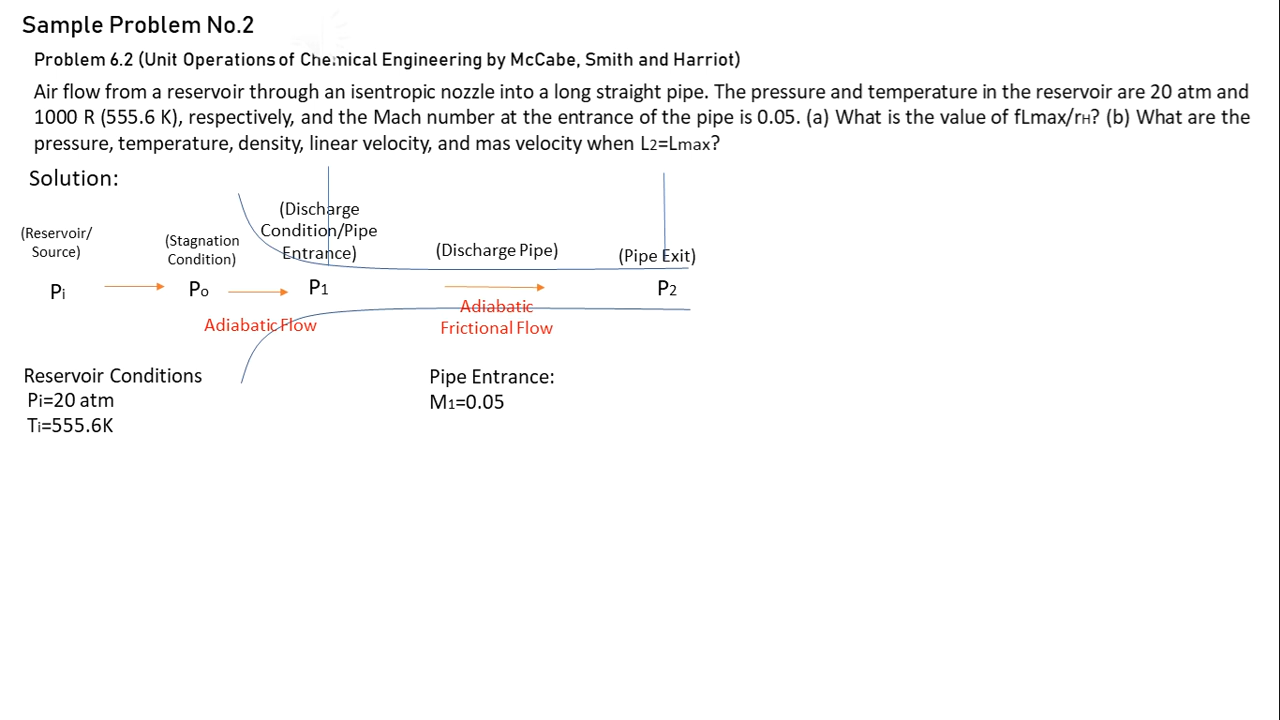 Sample Problem No.2
Problem 6.2 (Unit Operations of Chemical Engineering by McCabe, Smith and Harriot)
Air flow from a reservoir through an isentropic nozzle into a long straight pipe. The pressure and temperature in the reservoir are 20 atm and
1000 R (555.6 K), respectively, and the Mach number at the entrance of the pipe is 0.05. (a) What is the value of fLmax/rH? (b) What are the
pressure, temperature, density, linear velocity, and mas velocity when L2=Lmax?
Solution:
(Reservoir/
Source)
(Stagnation
Condition)
(Discharge
Condition/Pipe
Entrance)
(Discharge Pipe)
(Pipe Exit)
Pi
Po
P1
P2
Adiabatic Flow
Adiabatic
Frictional Flow
Reservoir Conditions
Pi=20 atm
Ti=555.6K
Pipe Entrance:
M1=0.05